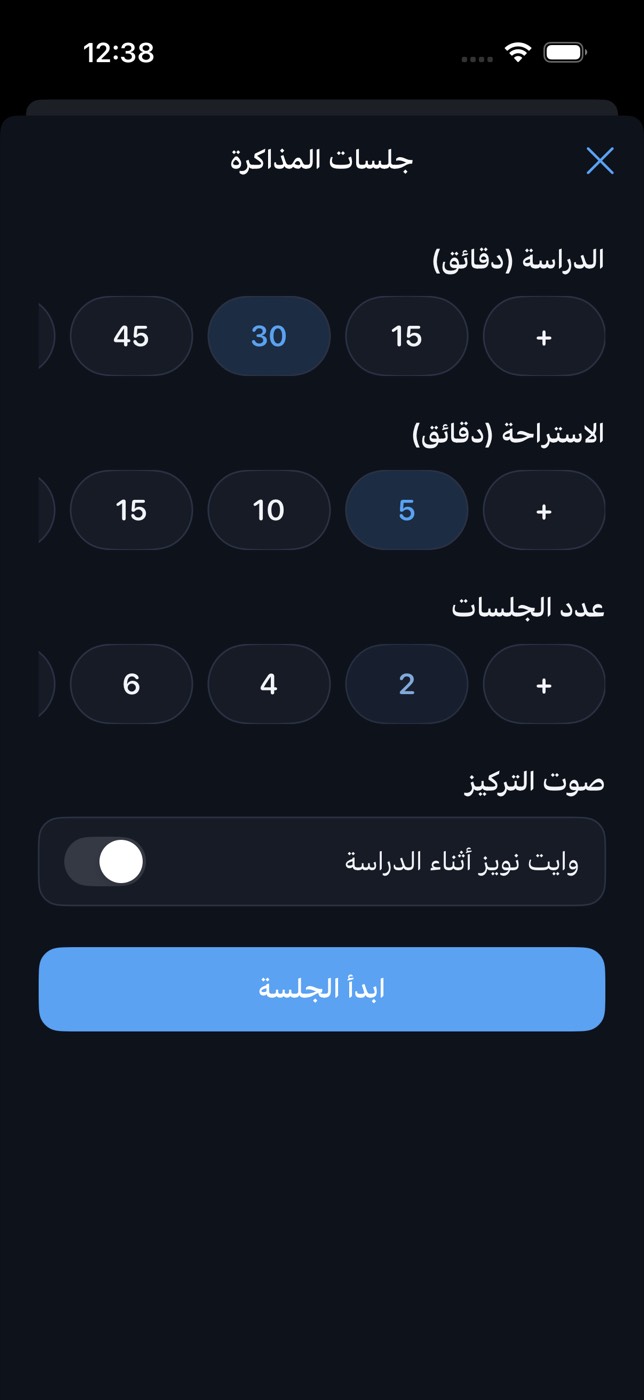 12:38
جلسات المذاكرة
الدراسة (دقائق)
+ 15 30 45
الاستراحة (دقائق)
+ 5 10 15
عدد الجلسات
+ 2 4 6
صوت التركيز
وايت نويز أثناء الدراسة
ابدأ الجلسة